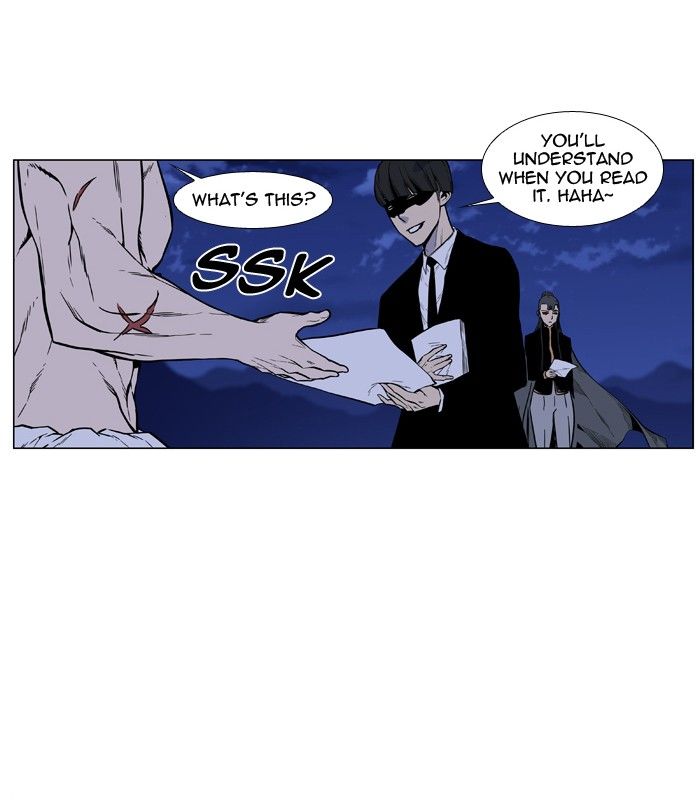 WHAT'S THIS?
SSK
YOU'LL
UNDERSTAND
WHEN YOU READ
IT. HAHA~